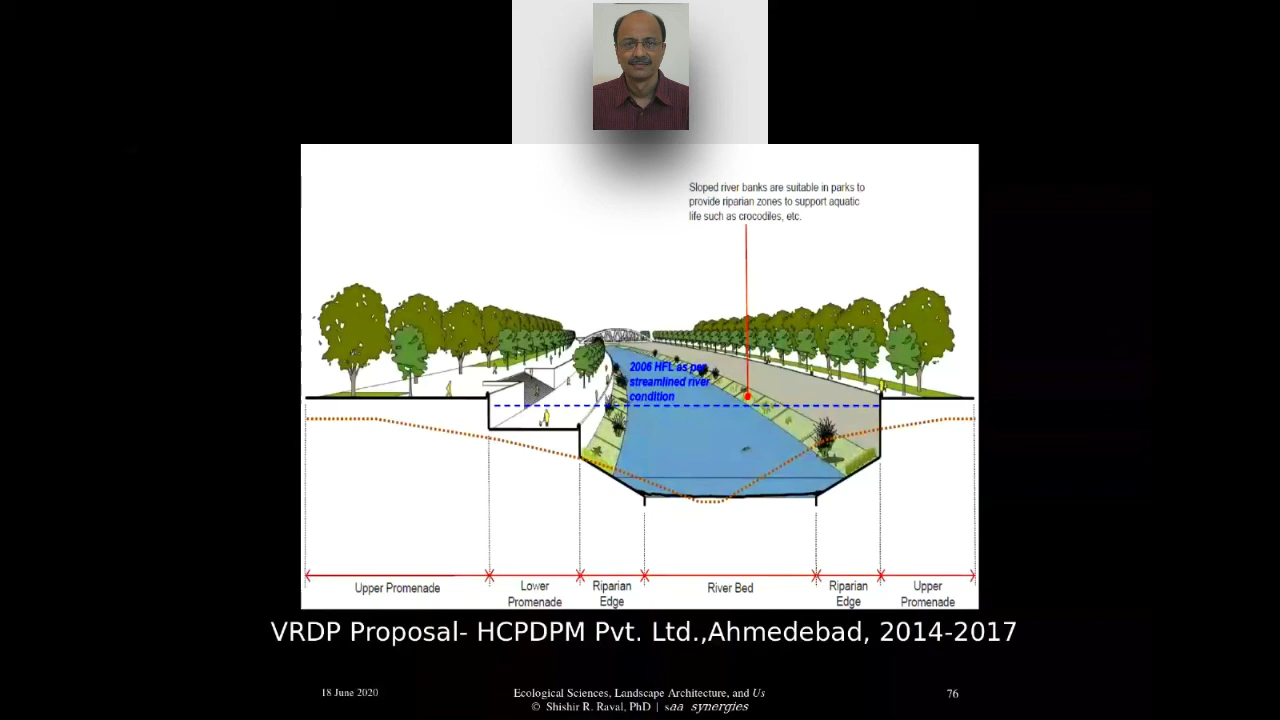 Sloped river banks are suitable in parks to
provide riparian zones to support aquatic
life such as crocodiles, etc.
2006 HFL as per
streamlined river
condition
Upper Promenade
Lower
Promenade
Riparian
Edge
River Bed
Riparian
Edge
Upper
Promenade
VRDP Proposal- HCPDPM Pvt. Ltd.,Ahmedebad, 2014-2017
18 June 2020
Ecological Sciences, Landscape Architecture, and Us
© Shishir R. Raval, PhD | saa synergies
76